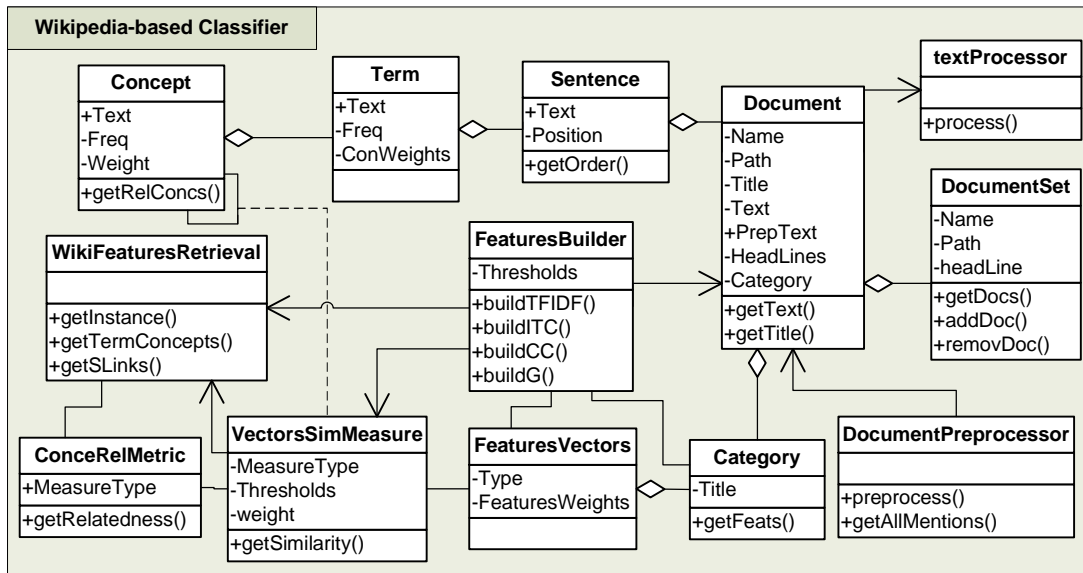 Wikipedia-based Classifier
Concept
+Text
-Freq
-Weight
+getRelConcs()
Term
+Text
-Freq
-ConWeights
Sentence
+Text
-Position
+getOrder()
Document
-Name
-Path
-Title
-Text
+PrepText
-HeadLines
-Category
+getText()
+getTitle()
textProcessor
+process()
DocumentSet
-Name
-Path
-headLine
+getDocs()
+addDoc()
+removDoc()
WikiFeaturesRetrieval
+getInstance()
+getTermConcepts()
+getSLinks()
FeaturesBuilder
-Thresholds
+buildTFIDF()
+buildITC()
+buildCC()
+buildG()
ConceRelMetric
+MeasureType
+getRelatedness()
VectorsSimMeasure
-MeasureType
-Thresholds
-weight
+getSimilarity()
FeaturesVectors
-Type
-FeaturesWeights
Category
-Title
+getFeats()
DocumentPreprocessor
+preprocess()
+getAllMentions()